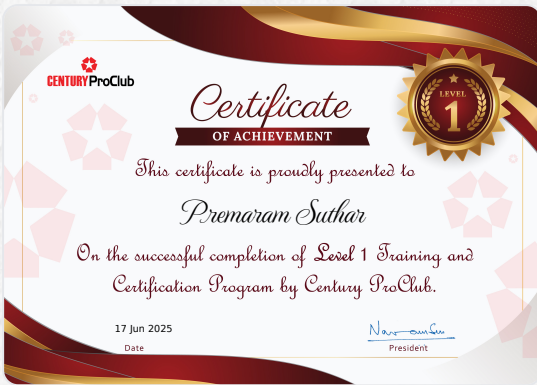 CENTURY ProClub
LEVEL
1
Certificate
OF ACHIEVEMENT
This certificate is proudly presented to
Premaram Suthar
On the successful completion of Level 1 Training and
Certification Program by Century ProClub.
17 Jun 2025
Date
President